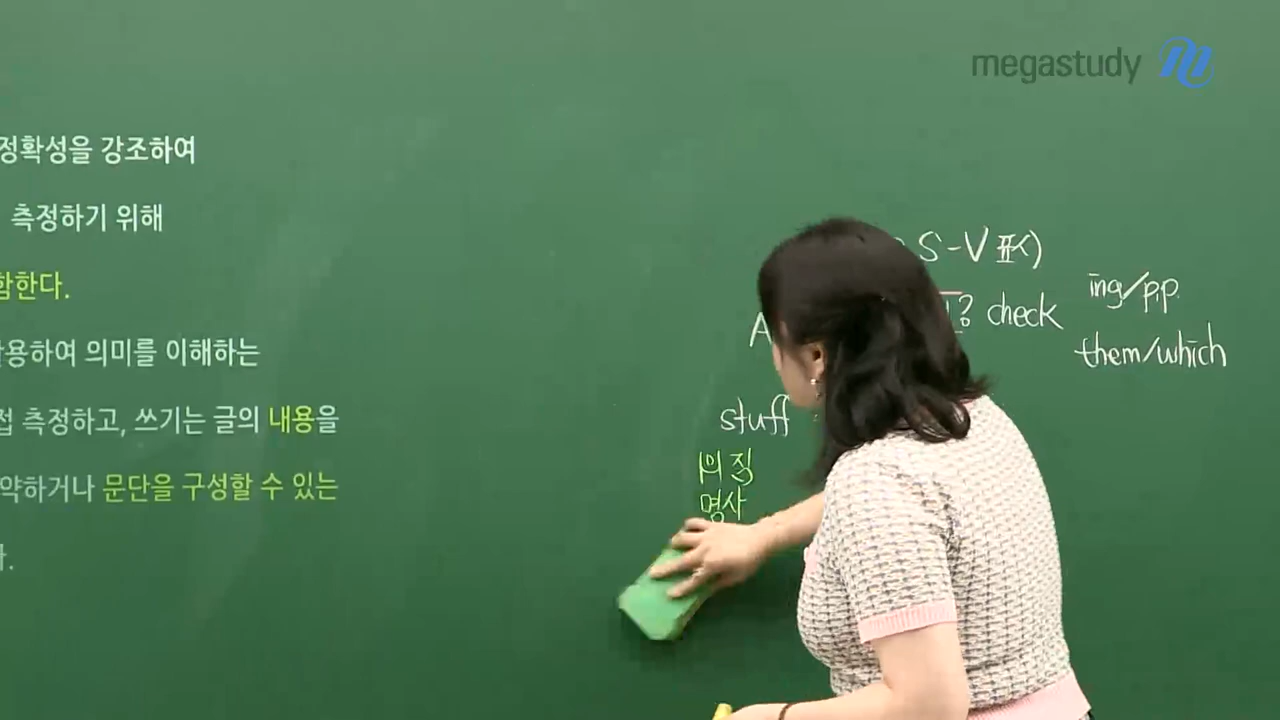 megastudy
정확성을 강조하여
측정하기 위해
함한다.
용하여 의미를 이해하는
접 측정하고, 쓰기는 글의 내용을
약하거나 문단을 구성할 수 있는
S-V
check
ing/p.p.
them/which
stuff
명사